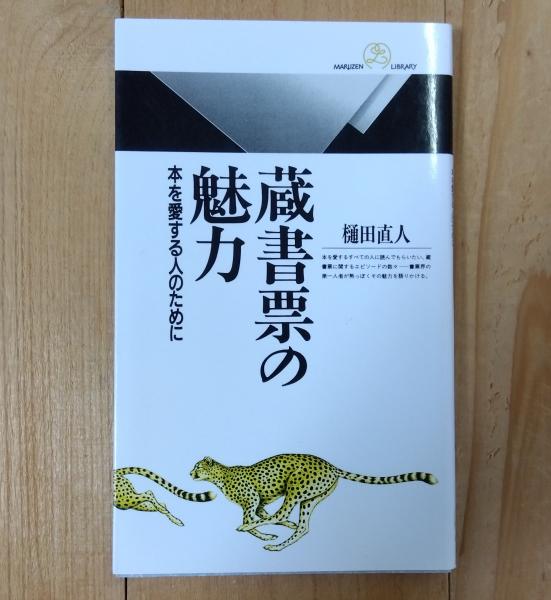 MARUZEN LIBRARY
蔵書票の
魅力
本を愛する人のために
樋田直人
本を愛するすべての人に読んでもらいたい、蔵
書票に関するエピソードの数々——書票界の
第一人者が熱っぽくその魅力を語りかける。